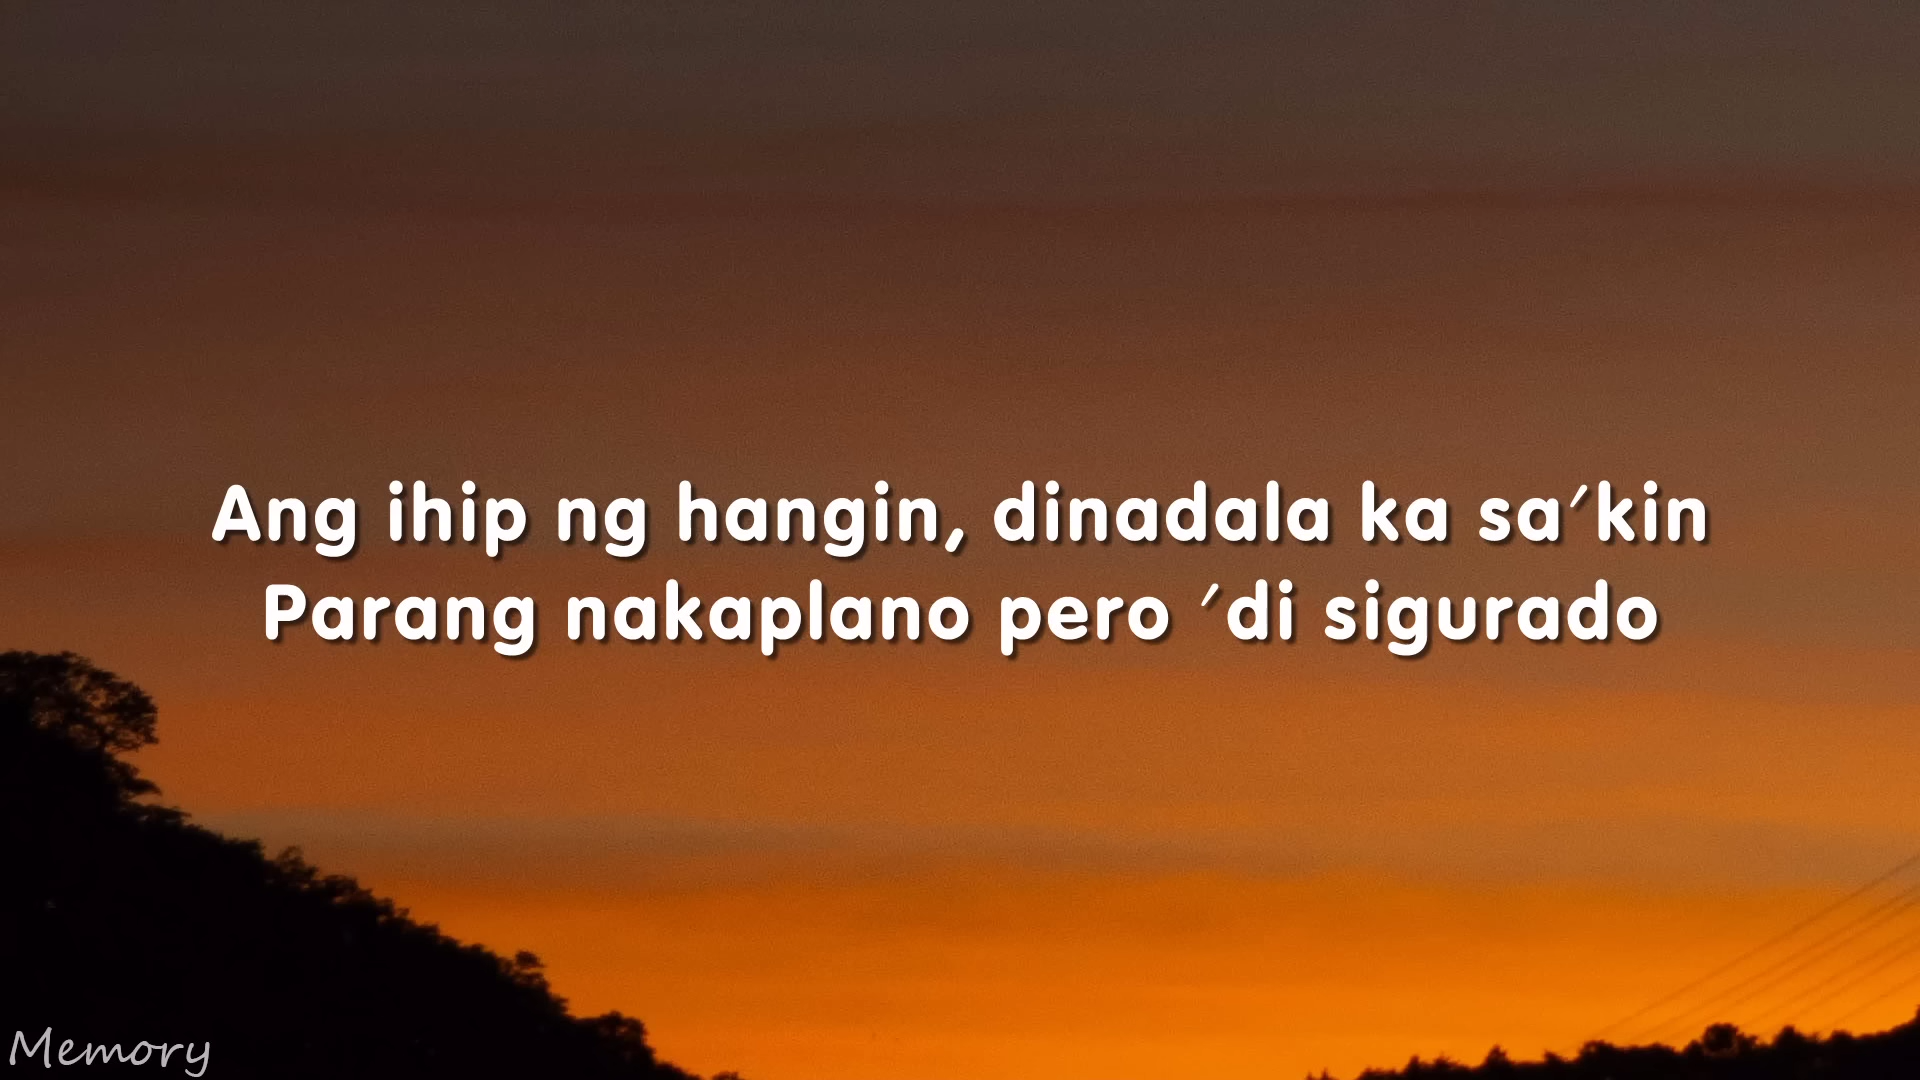 Ang ihip ng hangin, dinadala ka sa'kin
Parang nakaplano pero 'di sigurado
Memory